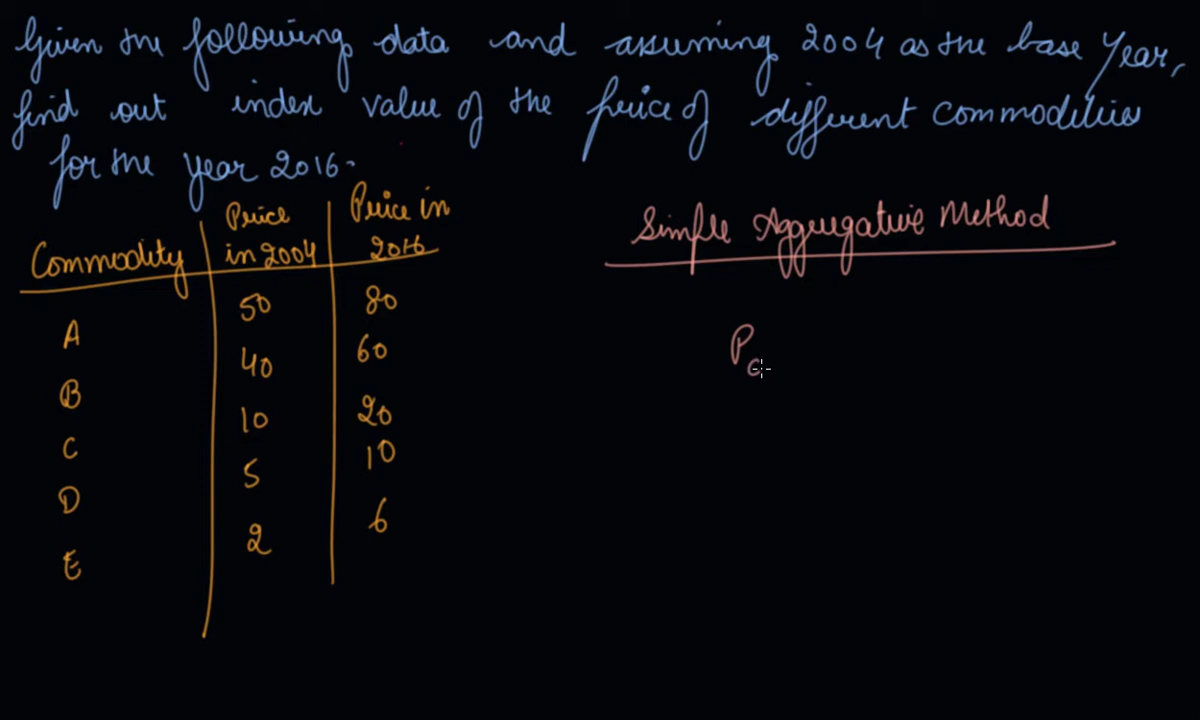 Given the following data and assuming 2004 as the base Year,
find out index value of the price of different commodities
for the year 2016.
Commodity Price in 2004 Price in 2016
A 50 80
B 40 60
C 10 20
D 5 10
E 2 6
Simple Aggregative Method
P